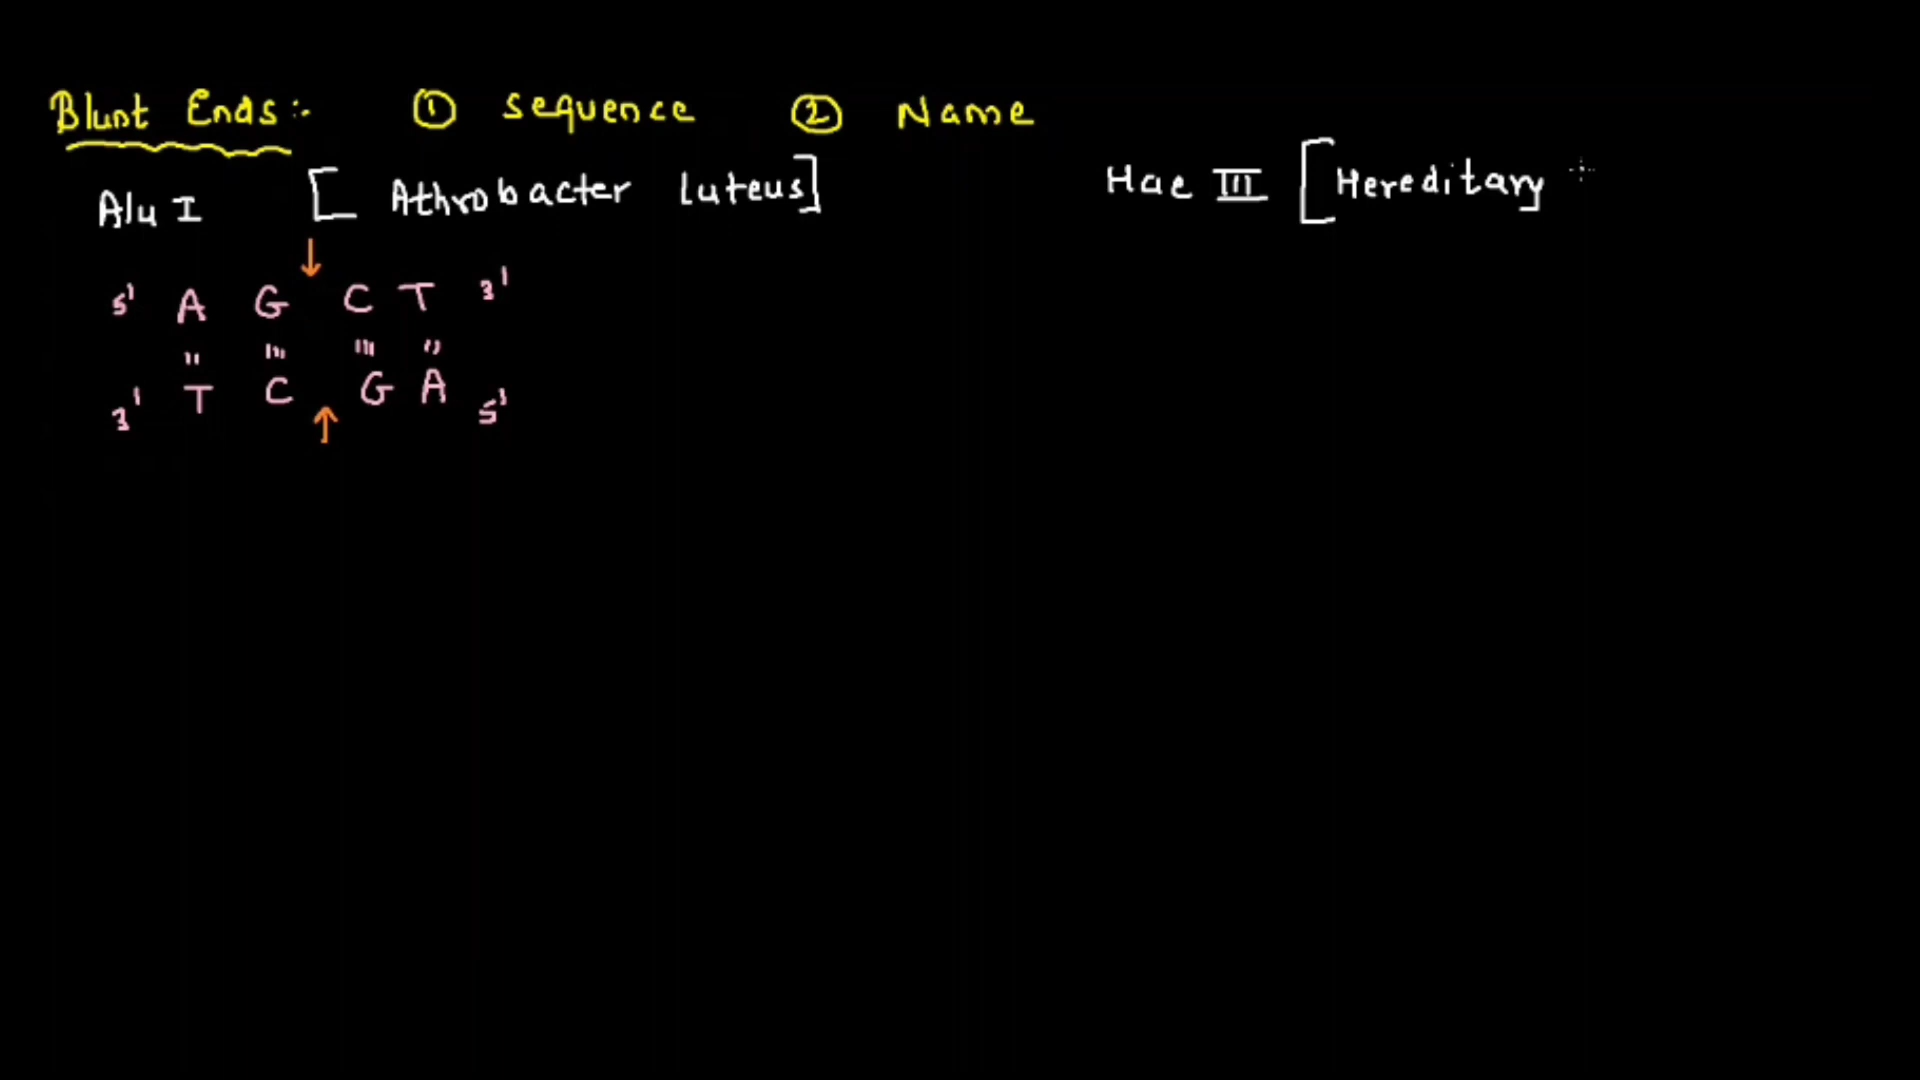 Blunt Ends:- ① Sequence ② Name
Alu I [ Athrobacter luteus]
Hae III [Hereditary
5' A G ↓ C T 3'
" ''' ''' "
3' T C ↑ G A 5'